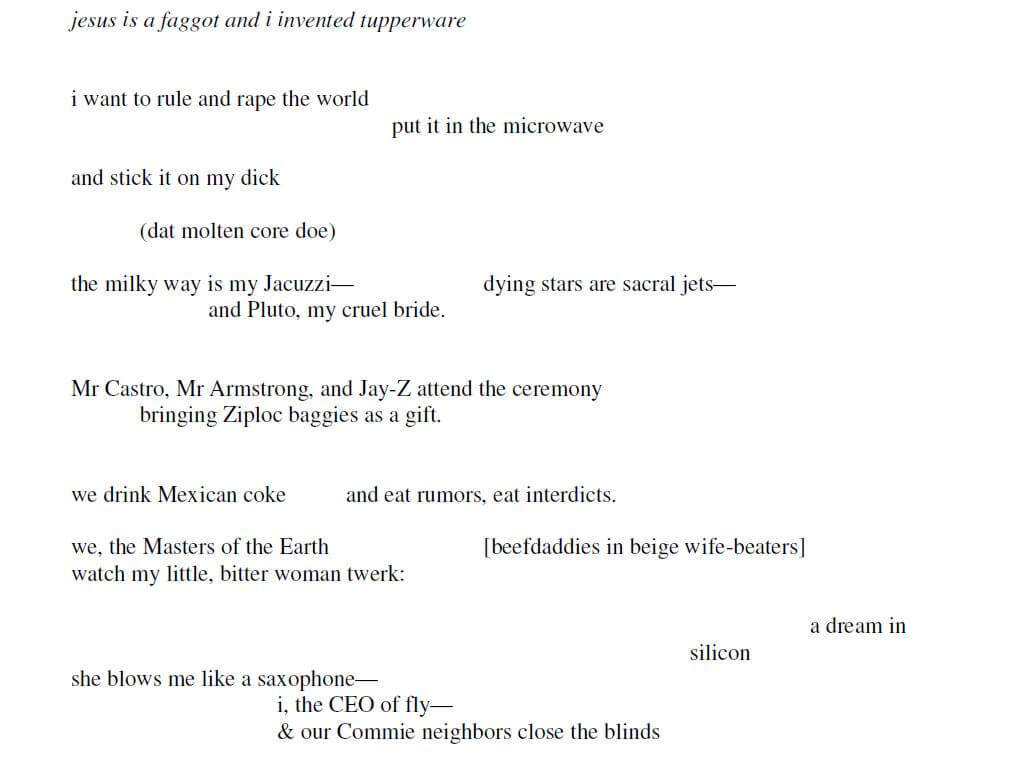 jesus is a faggot and i invented tupperware
i want to rule and rape the world
put it in the microwave
and stick it on my dick
(dat molten core doe)
the milky way is my Jacuzzi— dying stars are sacral jets—
and Pluto, my cruel bride.
Mr Castro, Mr Armstrong, and Jay-Z attend the ceremony
bringing Ziploc baggies as a gift.
we drink Mexican coke and eat rumors, eat interdicts.
we, the Masters of the Earth [beefdaddies in beige wife-beaters]
watch my little, bitter woman twerk:
a dream in
silicon
she blows me like a saxophone—
i, the CEO of fly—
& our Commie neighbors close the blinds